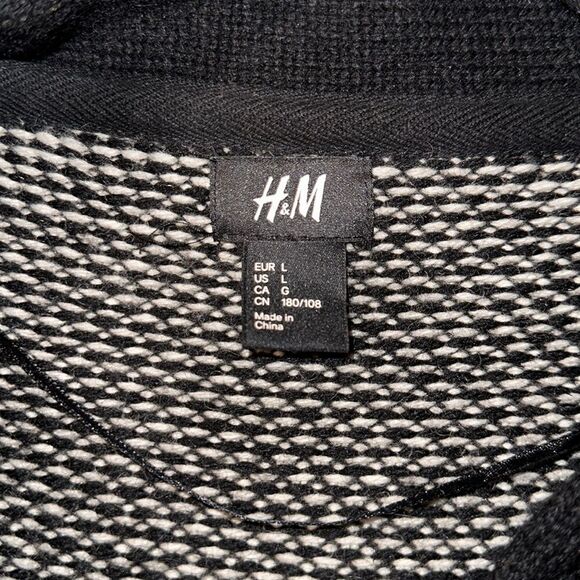 H&M
EUR L
US L
CA G
CN 180/108
Made in
China